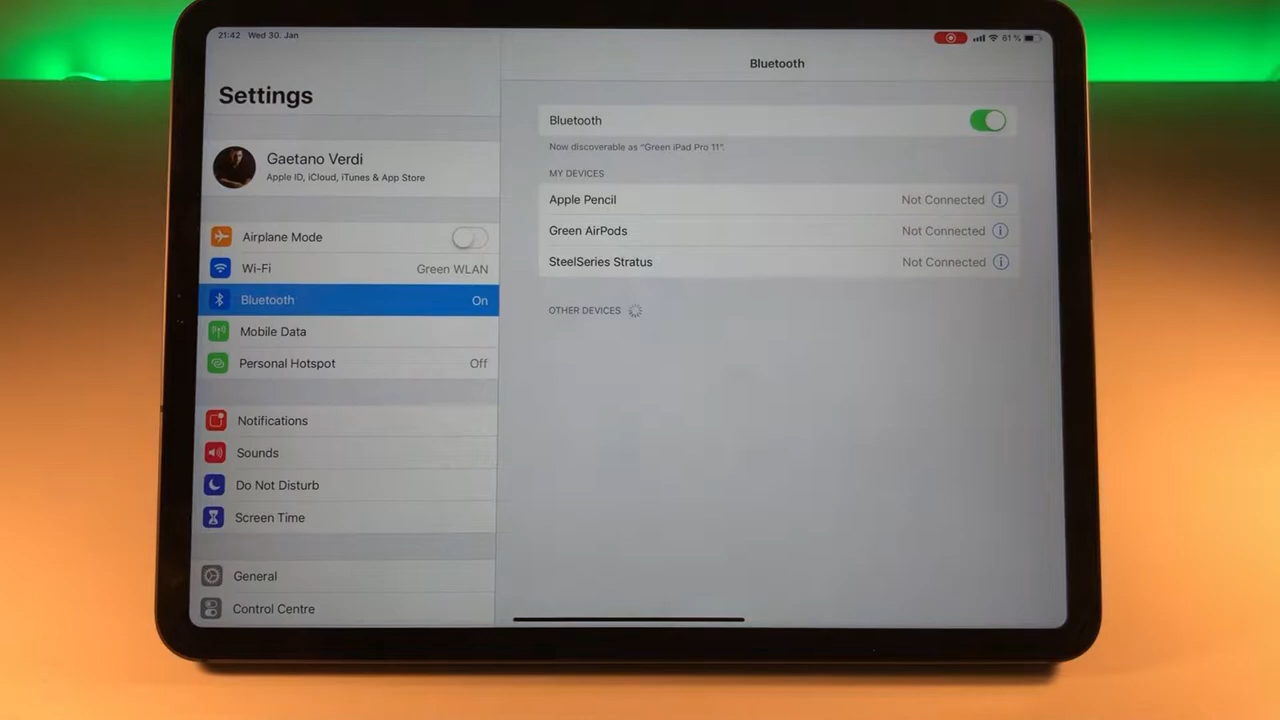 21:42 Wed 30. Jan
61 %
Settings
Gaetano Verdi
Apple ID, iCloud, iTunes & App Store
Airplane Mode
Wi-Fi Green WLAN
Bluetooth On
Mobile Data
Personal Hotspot Off
Notifications
Sounds
Do Not Disturb
Screen Time
General
Control Centre
Bluetooth
Bluetooth
Now discoverable as “Green iPad Pro 11”.
MY DEVICES
Apple Pencil Not Connected
Green AirPods Not Connected
SteelSeries Stratus Not Connected
OTHER DEVICES